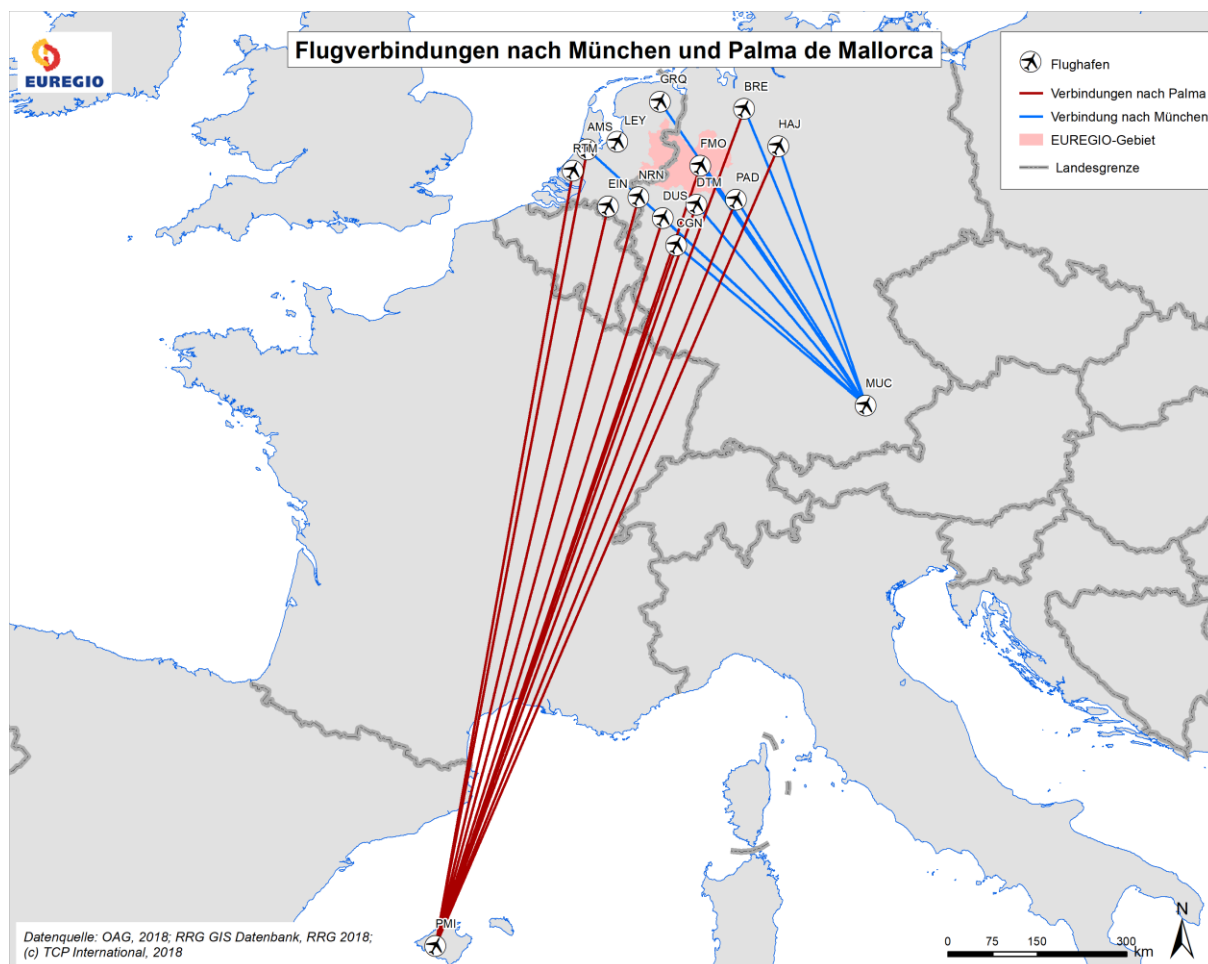 Flugverbindungen nach München und Palma de Mallorca
EUREGIO
Flughafen
Verbindungen nach Palma
Verbindung nach München
EUREGIO-Gebiet
Landesgrenze
GRQ
BRE
LEY
AMS
HAJ
RTM
FMO
NRN
EIN
DTM
PAD
DUS
CGN
MUC
PMI
Datenquelle: OAG, 2018; RRG GIS Datenbank, RRG 2018;
(c) TCP International, 2018
N
0 75 150 300
km